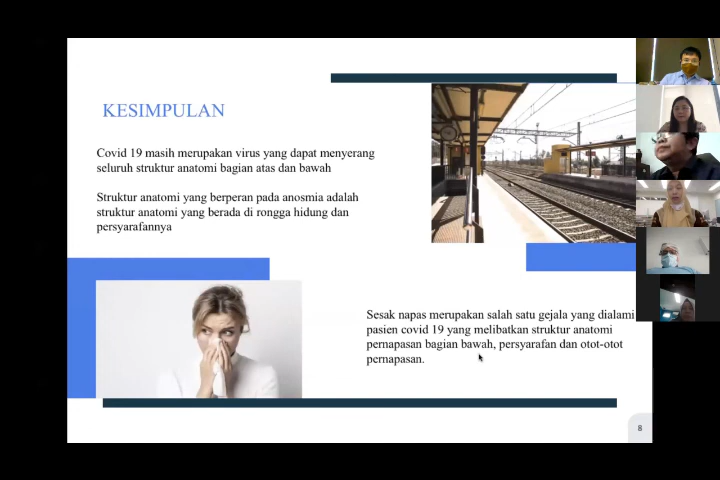 KESIMPULAN
Covid 19 masih merupakan virus yang dapat menyerang
seluruh struktur anatomi bagian atas dan bawah
Struktur anatomi yang berperan pada anosmia adalah
struktur anatomi yang berada di rongga hidung dan
persyarafannya
Sesak napas merupakan salah satu gejala yang dialami
pasien covid 19 yang melibatkan struktur anatomi
pernapasan bagian bawah, persyarafan dan otot-otot
pernapasan.
8